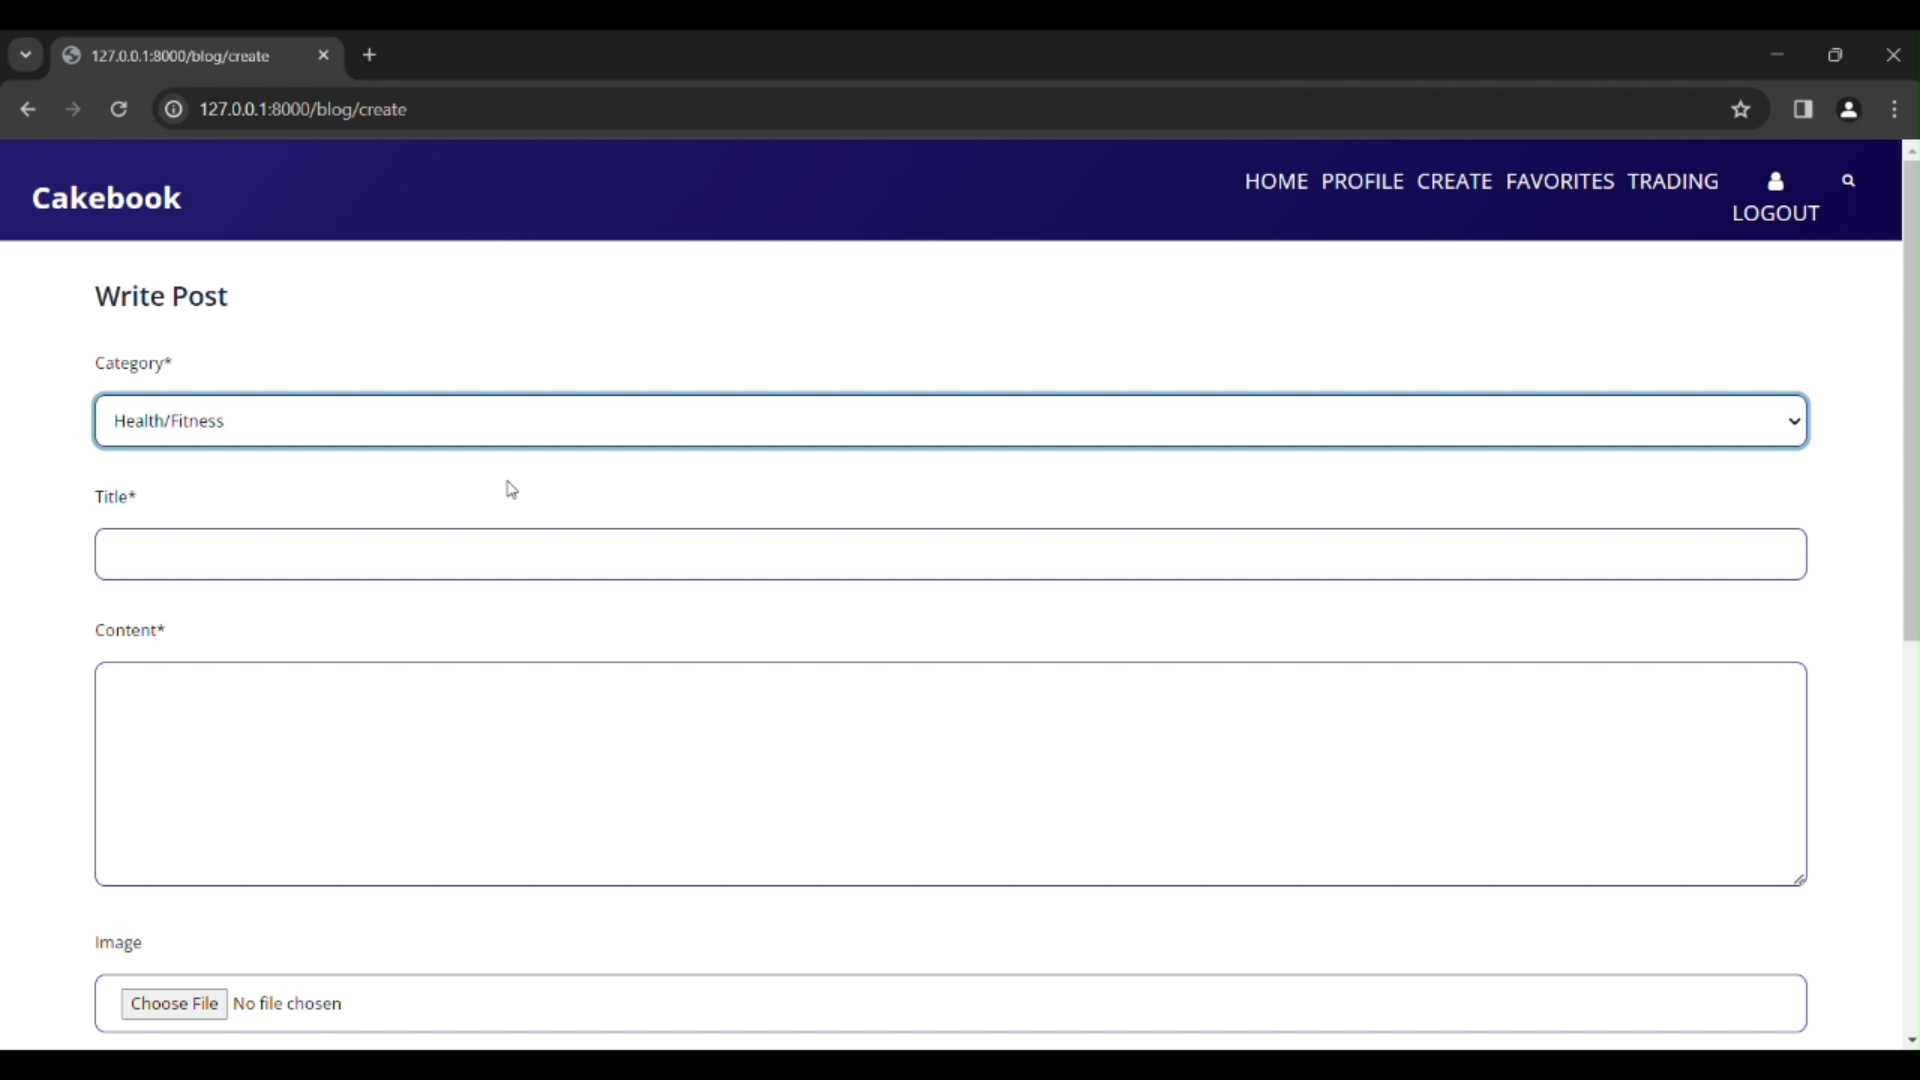 127.0.0.1:8000/blog/create
127.0.0.1:8000/blog/create
Cakebook
HOME PROFILE CREATE FAVORITES TRADING
LOGOUT
Write Post
Category*
Health/Fitness
Title*
Content*
Image
Choose File No file chosen